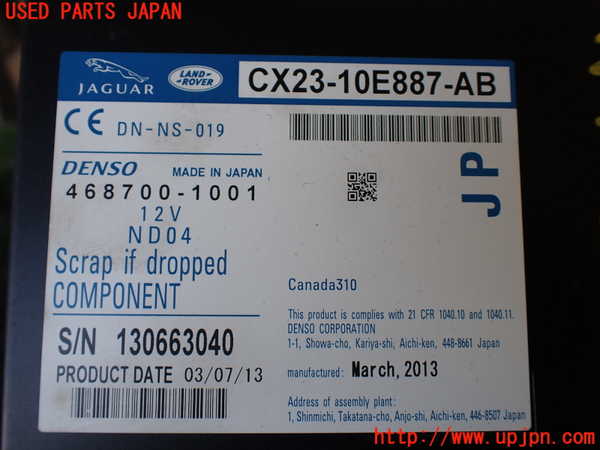 USED PARTS JAPAN
JAGUAR
LAND ROVER
CX23-10E887-AB
CE DN-NS-019
DENSO MADE IN JAPAN
468700-1001
12V
ND04
Scrap if dropped
COMPONENT
S/N 130663040
PRODUCT DATE 03/07/13
JP
Canada310
This product is complies with 21 CFR 1040.10 and 1040.11.
DENSO CORPORATION
1-1, Showa-cho, Kariya-shi, Aichi-ken, 448-8661 Japan
manufactured: March, 2013
Address of assembly plant:
1, Shinmichi, Takatana-cho, Anjo-shi, Aichi-ken, 446-8507 Japan
http://www.upjpn.com/